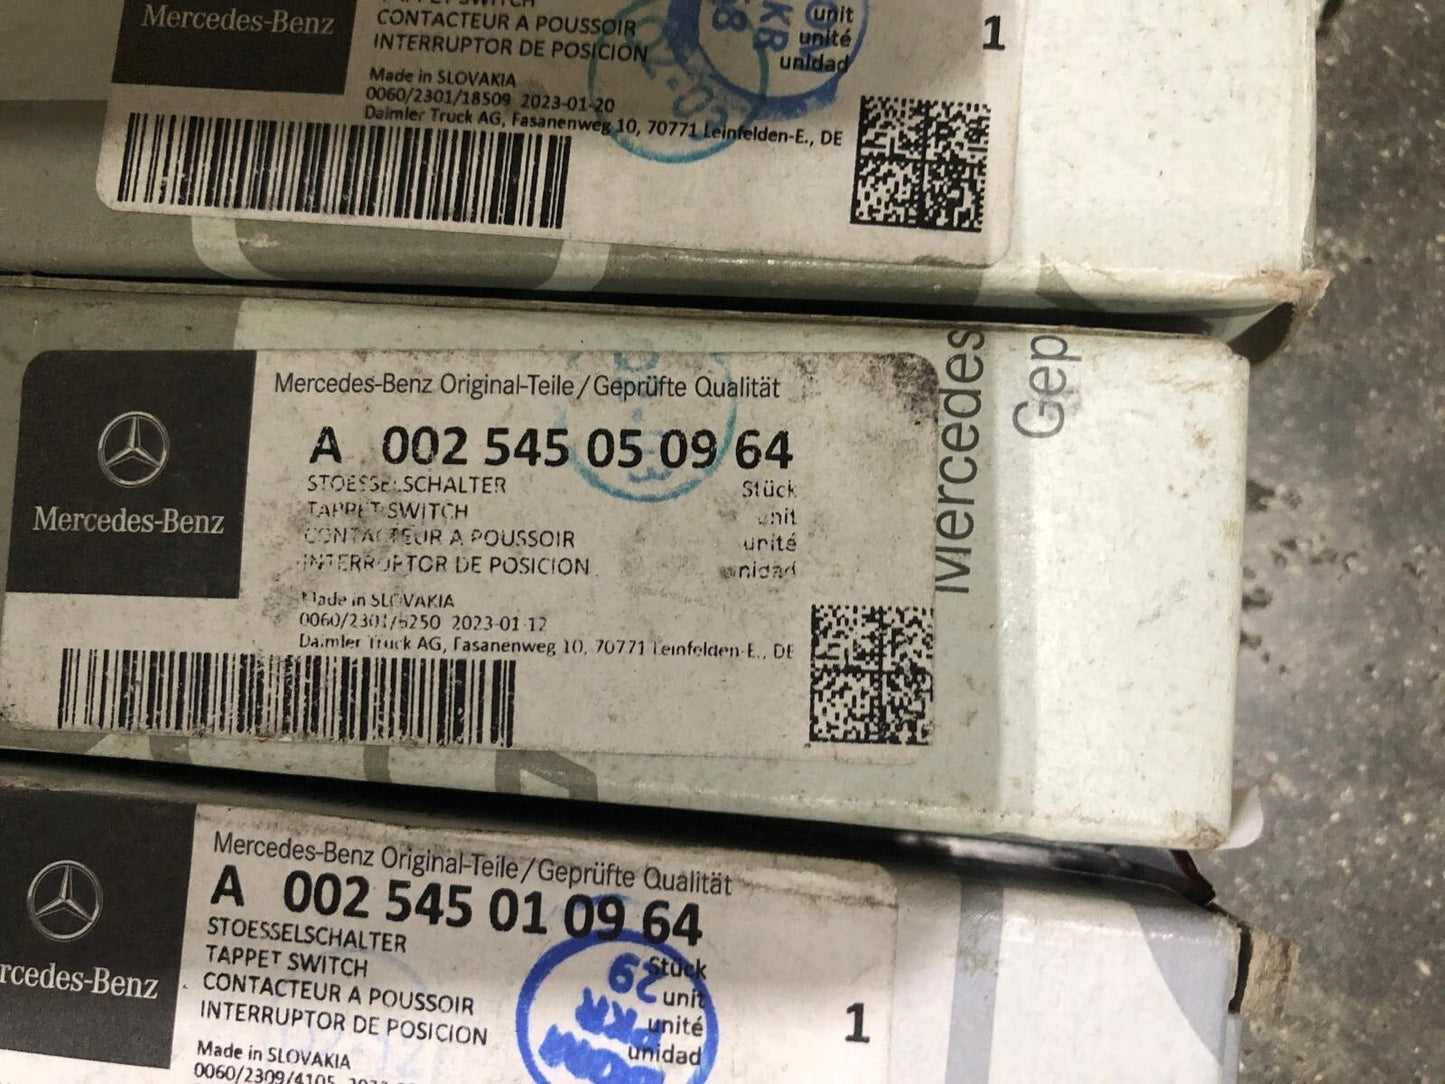 Mercedes-Benz
CONTACTEUR A POUSSOIR
INTERRUPTOR DE POSICION
unit
unité
unidad
1
Made in SLOVAKIA
0060/2301/18509 2023-01-20
Daimler Truck AG, Fasanenweg 10, 70771 Leinfelden-E., DE
Mercedes-Benz
Mercedes-Benz Original-Teile/Geprüfte Qualität
A 002 545 05 09 64
STOESSELSCHALTER
Stück
TAPPET SWITCH
unit
CONTACTEUR A POUSSOIR
unité
INTERRUPTOR DE POSICION
unidad
Made in SLOVAKIA
2023-01-12
Daimler Truck AG, Fasanenweg 10, 70771 Leinfelden-E., DE
Mercedes
Gep
Mercedes-Benz Original-Teile/Geprüfte Qualität
A 002 545 01 09 64
STOESSELSCHALTER
Stück
TAPPET SWITCH
unit
CONTACTEUR A POUSSOIR
unité
INTERRUPTOR DE POSICION
unidad
1
rcedes-Benz
29
Made in SLOVAKIA
0060/2309/4105